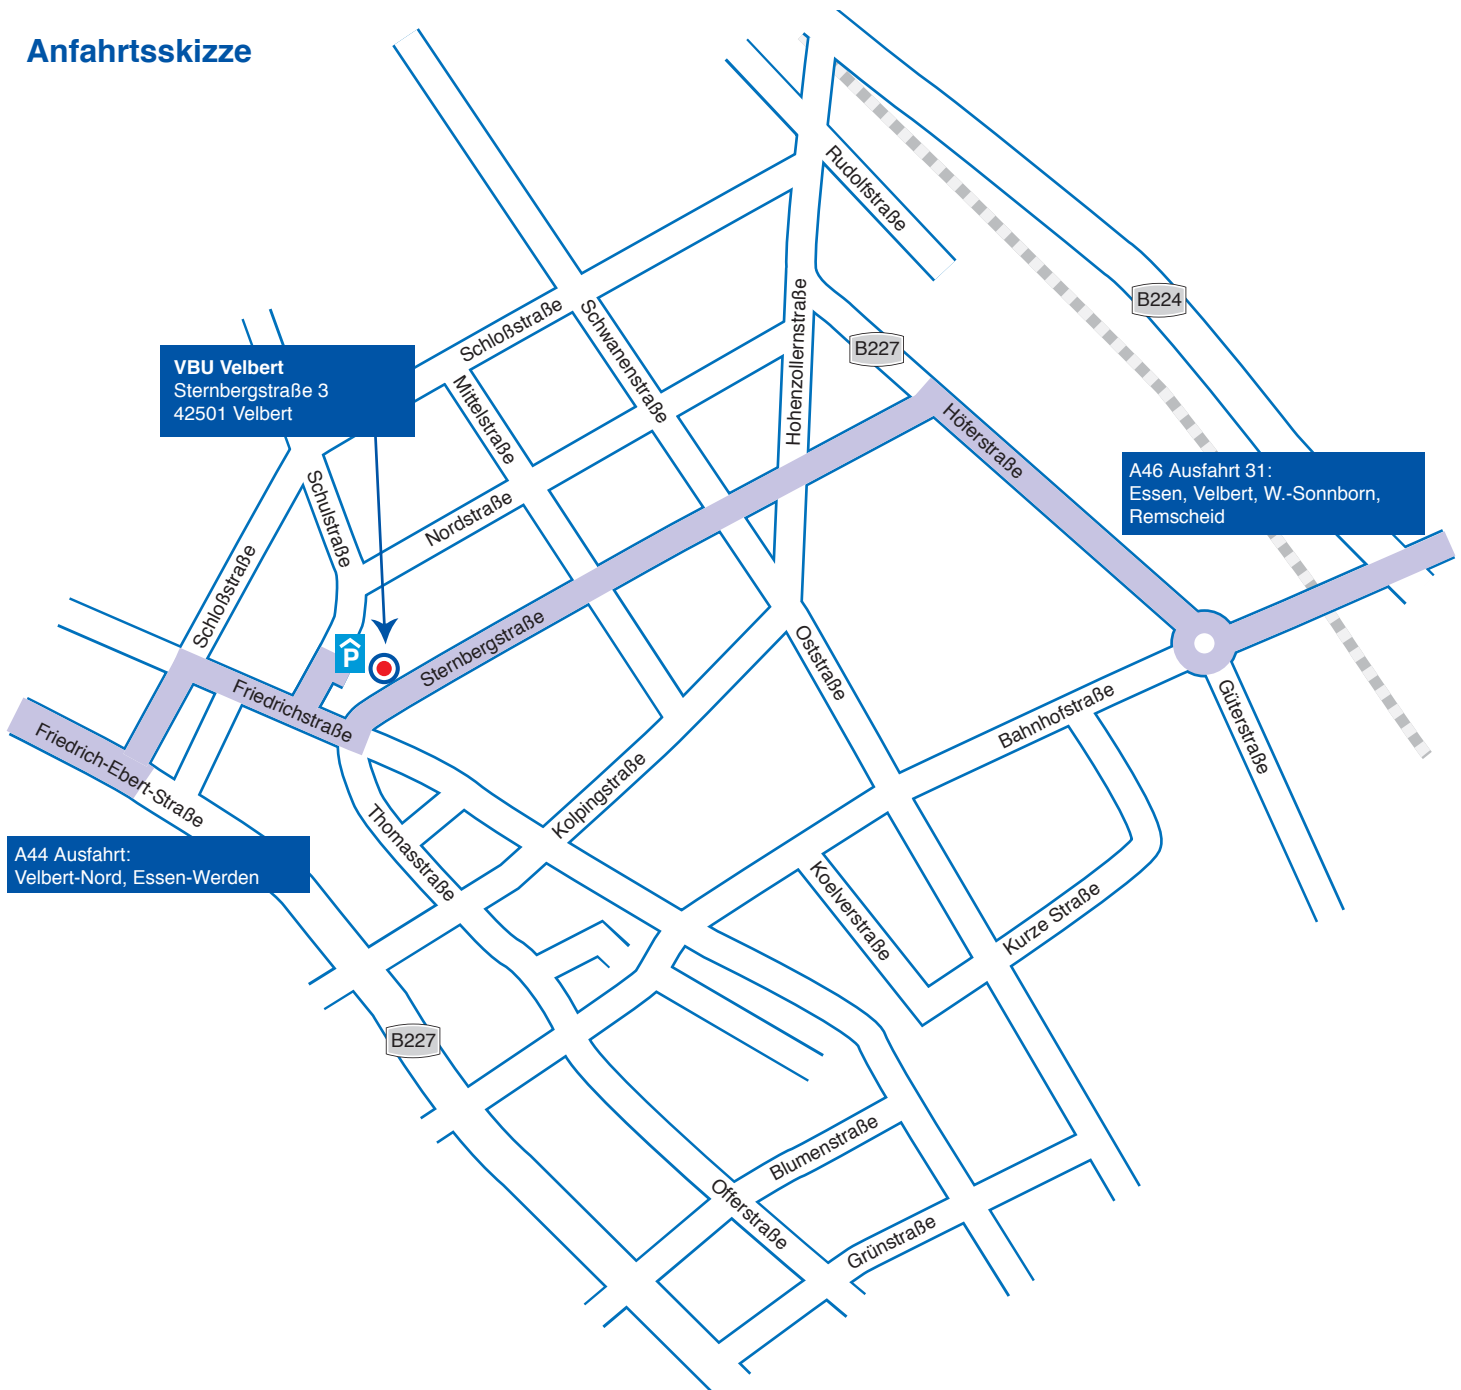 Anfahrtsskizze
Rudolfstraße
B224
Schloßstraße
Schwanenstraße
Hohenzollernstraße
B227
VBU Velbert
Sternbergstraße 3
42501 Velbert
Mittelstraße
Höferstraße
A46 Ausfahrt 31:
Essen, Velbert, W.-Sonnborn,
Remscheid
Schulstraße
Nordstraße
Schloßstraße
P
Sternbergstraße
Oststraße
Friedrichstraße
Bahnhofstraße
Güterstraße
Friedrich-Ebert-Straße
Kolpingstraße
Thomasstraße
A44 Ausfahrt:
Velbert-Nord, Essen-Werden
Koelverstraße
Kurze Straße
B227
Blumenstraße
Offerstraße
Grünstraße